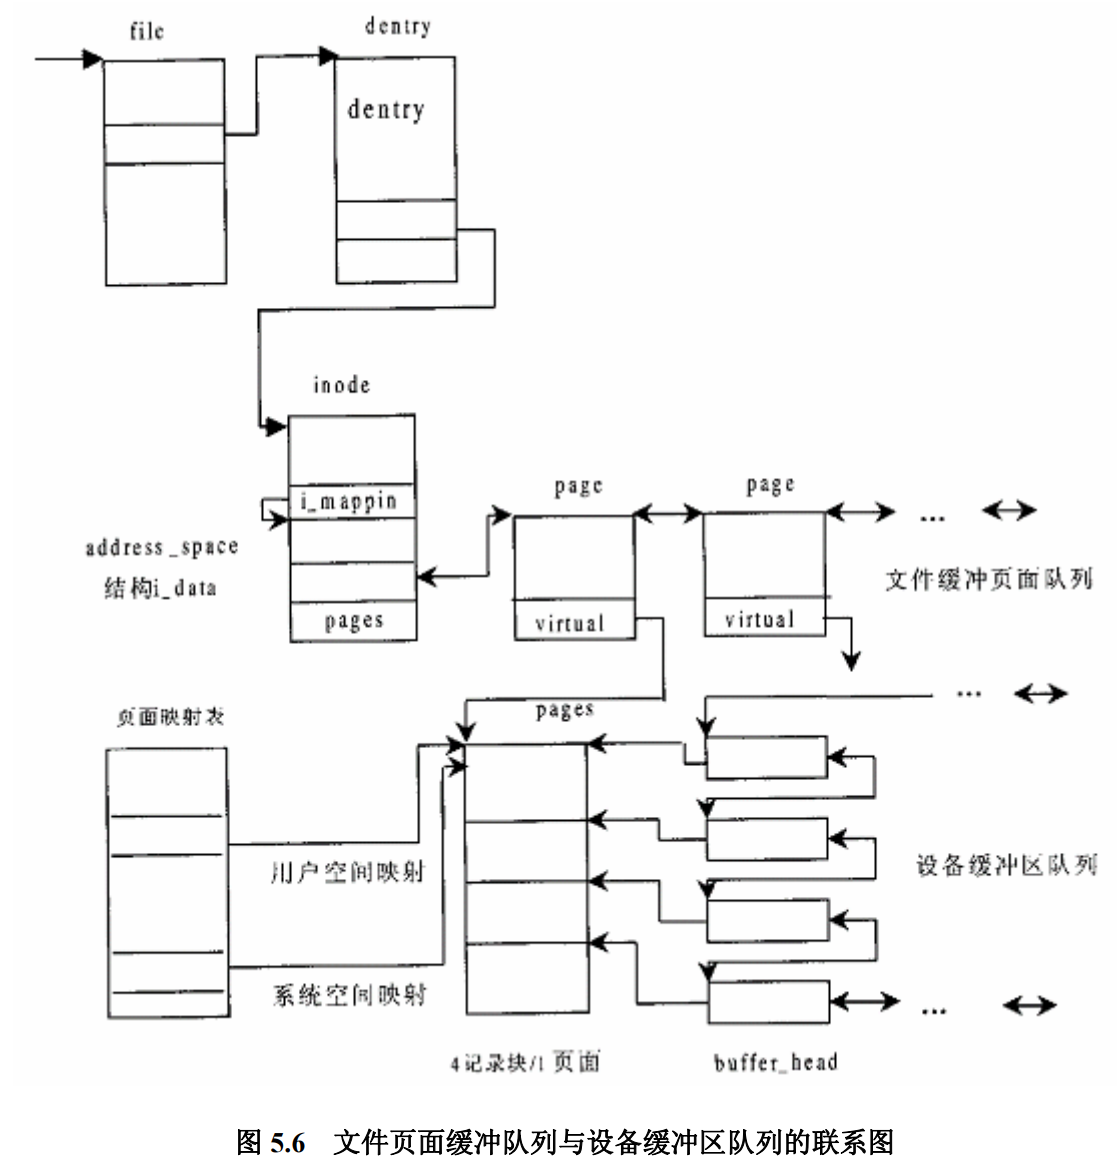 file
dentry
dentry
inode
i_mappin
address_space
结构i_data
pages
page
page
...
virtual
virtual
文件缓冲页面队列
...
页面映射表
pages
用户空间映射
系统空间映射
设备缓冲区队列
...
4记录块/1页面
buffer_head
图 5.6 文件页面缓冲队列与设备缓冲区队列的联系图